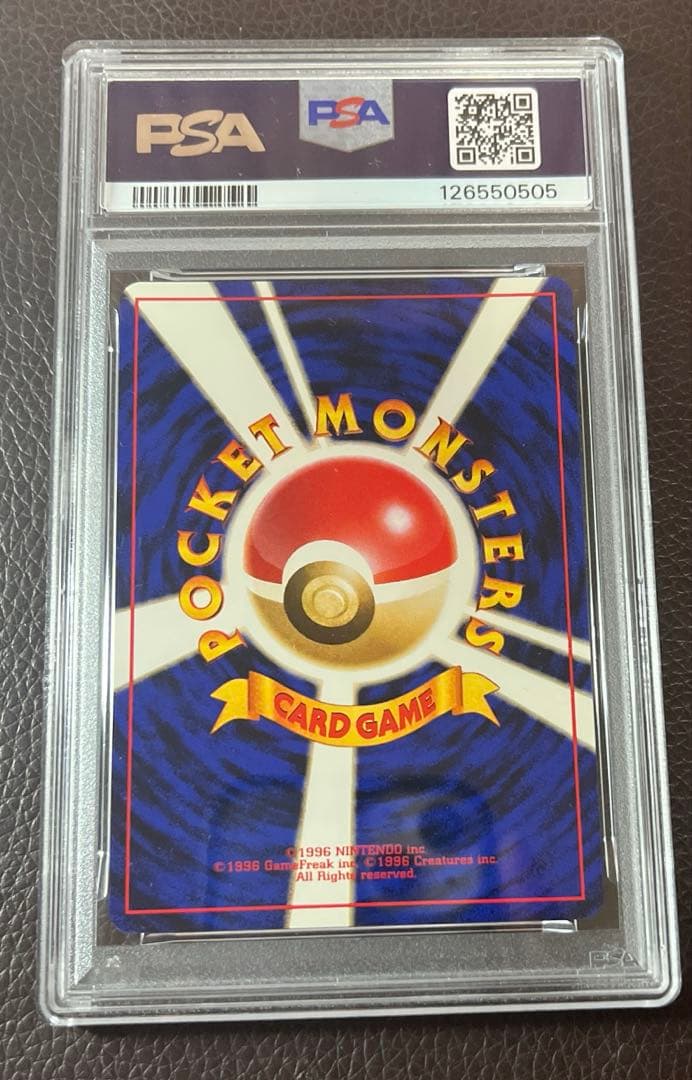 PSA
PSA
126550505
POCKET MONSTERS
CARD GAME
©1996 NINTENDO inc.
©1996 GameFreak inc. ©1996 Creatures inc.
All Rights reserved.
PSA